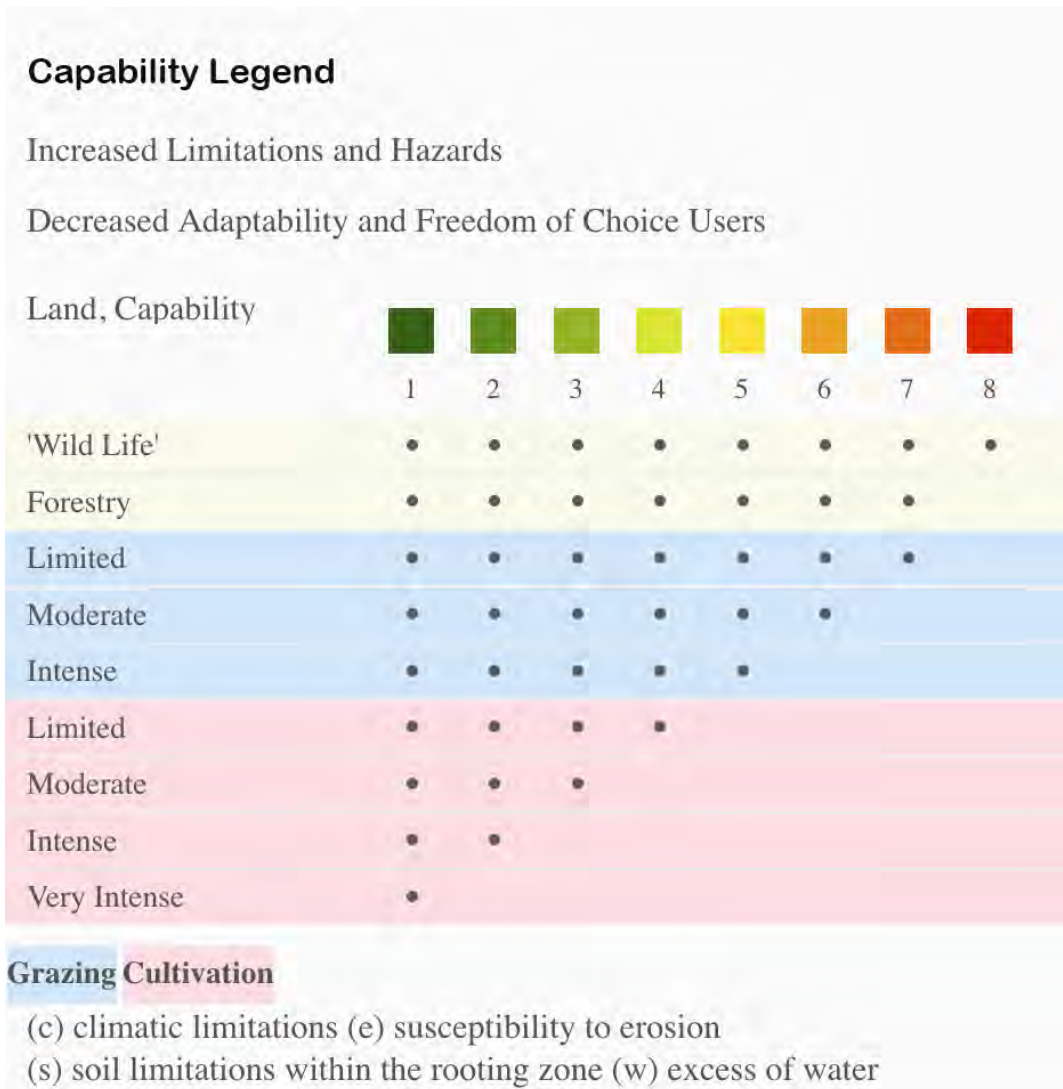 Capability Legend
Increased Limitations and Hazards
Decreased Adaptability and Freedom of Choice Users
Land, Capability
1 2 3 4 5 6 7 8
'Wild Life'
Forestry
Limited
Moderate
Intense
Limited
Moderate
Intense
Very Intense
Grazing Cultivation
(c) climatic limitations (e) susceptibility to erosion
(s) soil limitations within the rooting zone (w) excess of water